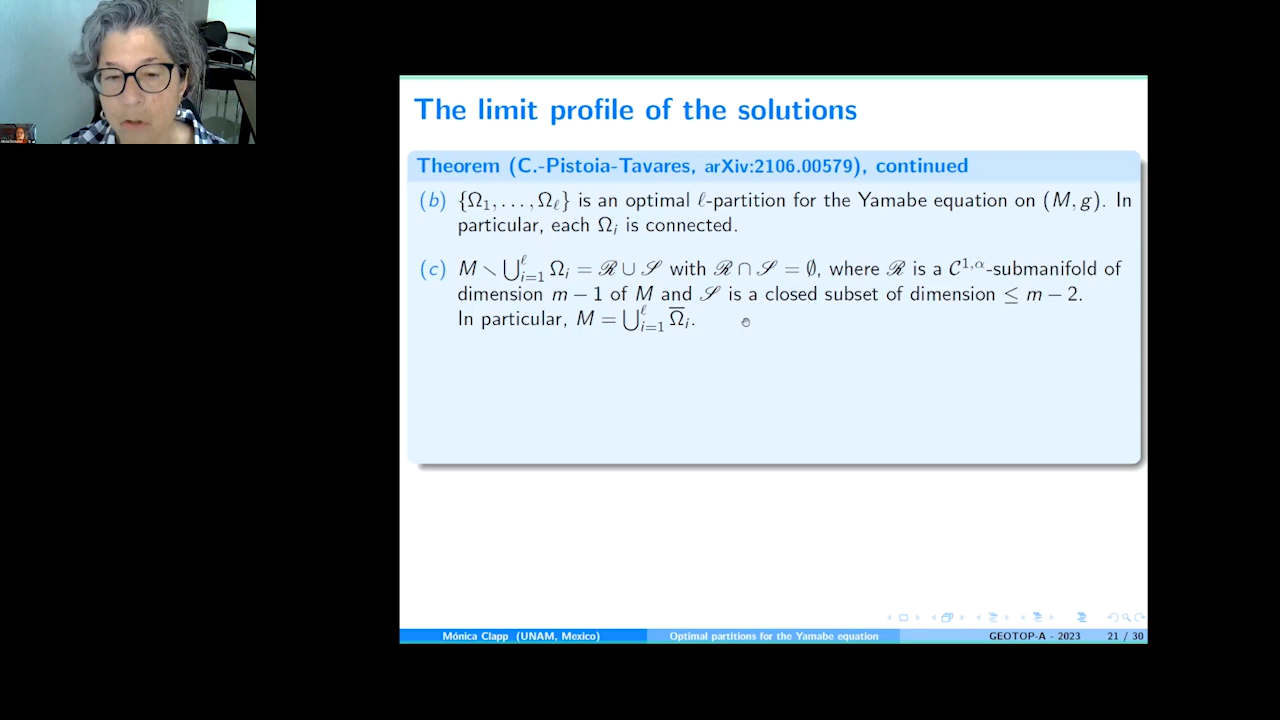 The limit profile of the solutions
Theorem (C.-Pistoia-Tavares, arXiv:2106.00579), continued
(b) {Ω₁, . . . , Ω_ℓ} is an optimal ℓ-partition for the Yamabe equation on (M, g). In
particular, each Ω_i is connected.
(c) M ∖ ⋃_{i=1}^ℓ Ω_i = ℛ ∪ 𝒮 with ℛ ∩ 𝒮 = ∅, where ℛ is a 𝒞^{1,α}-submanifold of
dimension m − 1 of M and 𝒮 is a closed subset of dimension ≤ m − 2.
In particular, M = ⋃_{i=1}^ℓ Ω̅_i.
Mónica Clapp (UNAM, Mexico) Optimal partitions for the Yamabe equation GEOTOP-A - 2023 21 / 30